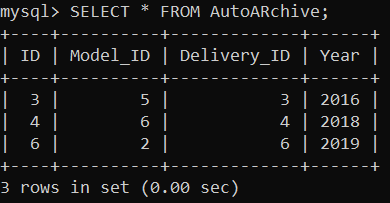 mysql> SELECT * FROM AutoARchive;
+----+----------+-------------+------+
| ID | Model_ID | Delivery_ID | Year |
+----+----------+-------------+------+
|  3 |        5 |           3 | 2016 |
|  4 |        6 |           4 | 2018 |
|  6 |        2 |           6 | 2019 |
+----+----------+-------------+------+
3 rows in set (0.00 sec)